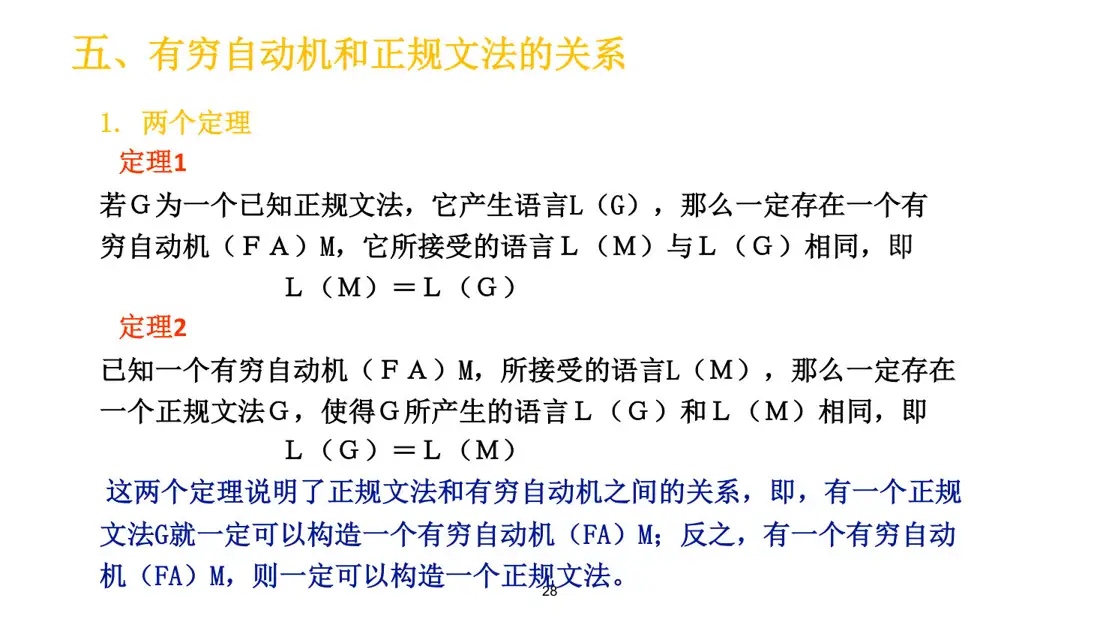 五、有穷自动机和正规文法的关系
1. 两个定理
定理1
若Ｇ为一个已知正规文法，它产生语言L（G），那么一定存在一个有
穷自动机（ＦＡ）M，它所接受的语言Ｌ（Ｍ）与Ｌ（Ｇ）相同，即
Ｌ（Ｍ）＝Ｌ（Ｇ）
定理2
已知一个有穷自动机（ＦＡ）M，所接受的语言L（Ｍ），那么一定存在
一个正规文法Ｇ，使得Ｇ所产生的语言Ｌ（Ｇ）和Ｌ（Ｍ）相同，即
Ｌ（Ｇ）＝Ｌ（Ｍ）
这两个定理说明了正规文法和有穷自动机之间的关系，即，有一个正规
文法G就一定可以构造一个有穷自动机（FA）M；反之，有一个有穷自动
机（FA）M，则一定可以构造一个正规文法。
28